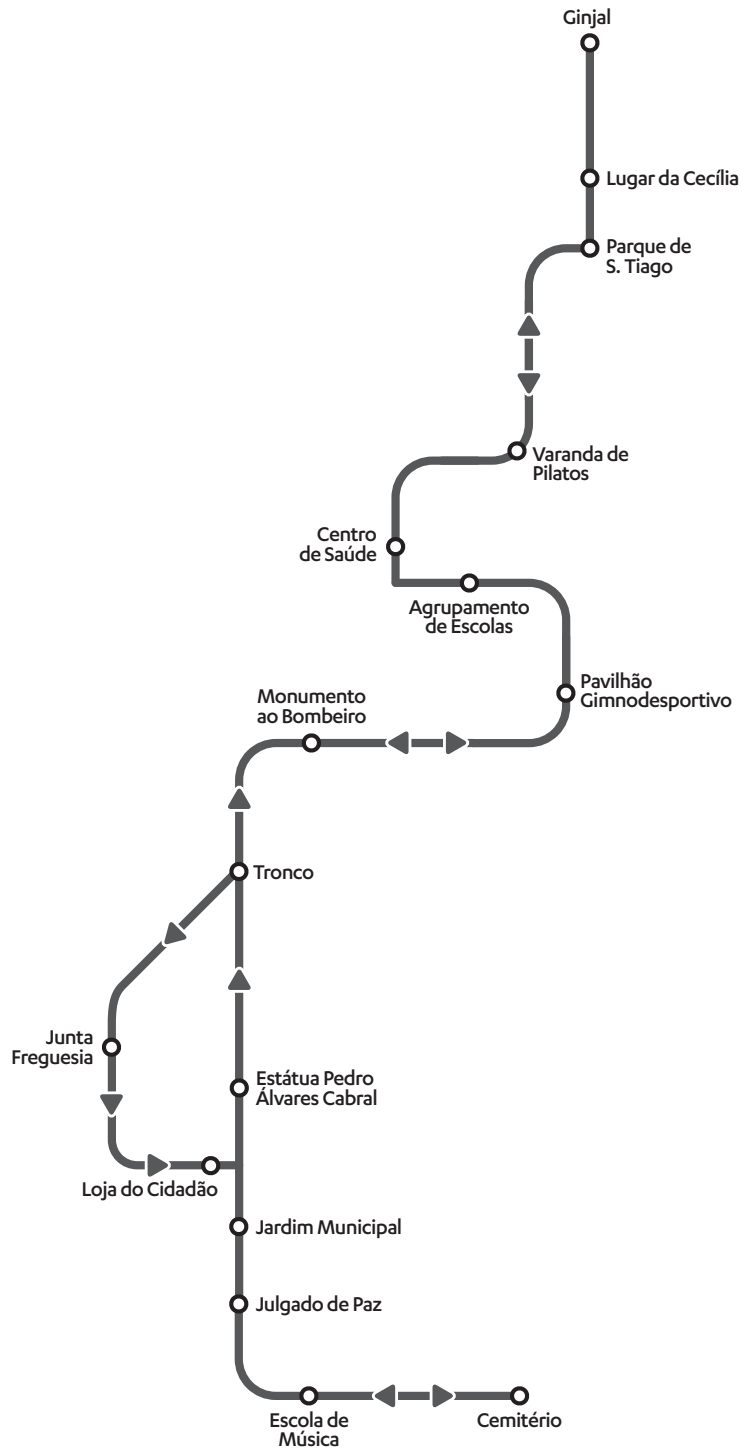 Ginjal
Lugar da Cecília
Parque de
S. Tiago
Varanda de
Pilatos
Centro
de Saúde
Agrupamento
de Escolas
Pavilhão
Gimnodesportivo
Monumento
ao Bombeiro
Tronco
Junta
Freguesia
Estátua Pedro
Álvares Cabral
Loja do Cidadão
Jardim Municipal
Julgado de Paz
Escola de
Música
Cemitério